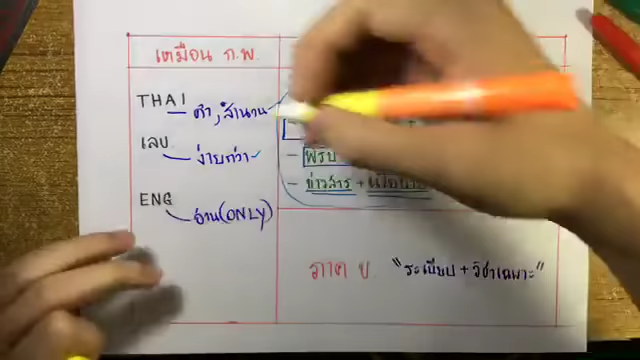 เหมือน ก.พ.
THAI
— คำ, สำนวน
เลข
ง่ายกว่า
ENG
อ่าน(ONLY)
— พรบ
— ข่าวสาร +
ภาค ข "ระเบียบ + วิชาเฉพาะ"